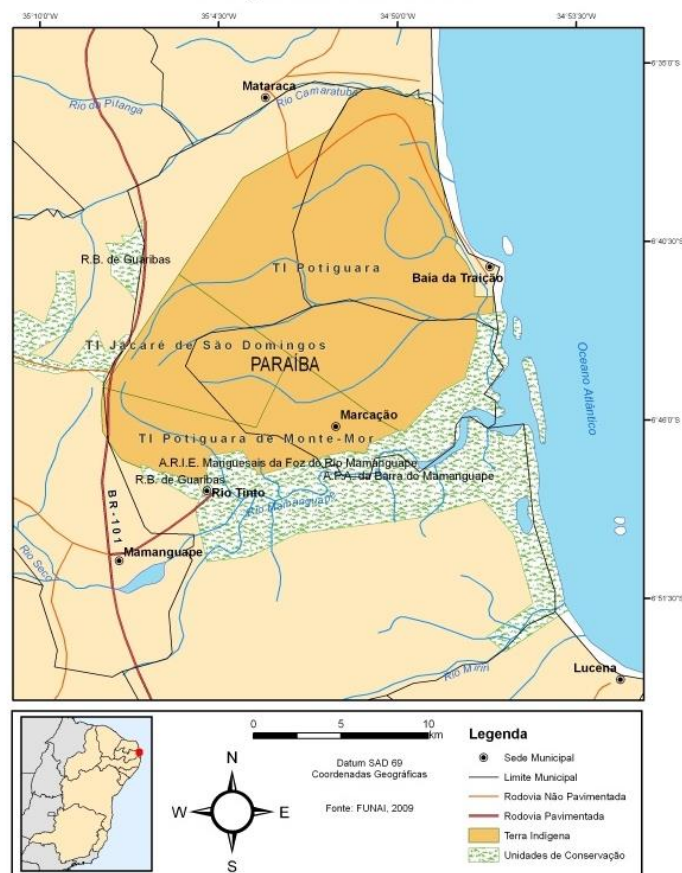 35°10'0"W
35°4'0"W
34°59'0"W
34°53'30"W
6°35'0"S
Mataraca
Rio Camaratuba
Rio do Pitanga
6°40'30"S
R.B. de Guaribas
TI Potiguara
Baia da Traição
TI Jacaré de São Domingos
PARAÍBA
Oceano Atlântico
Marcação
6°46'0"S
TI Potiguara de Monte-Mor
A.R.I.E. Manguesais da Foz do Rio Mamanguape
A.P.A. da Barra do Mamanguape
R.B. de Guaribas
Rio Tinto
Rio Mamanguape
BR-101
Mamanguape
Rio Seco
6°51'30"S
Rio Mirin
Lucena
0 5 10
km
Datum SAD 69
Coordenadas Geográficas
Fonte: FUNAI, 2009
N
W E
S
Legenda
Sede Municipal
Limite Municipal
Rodovia Não Pavimentada
Rodovia Pavimentada
Terra Indigena
Unidades de Conservação